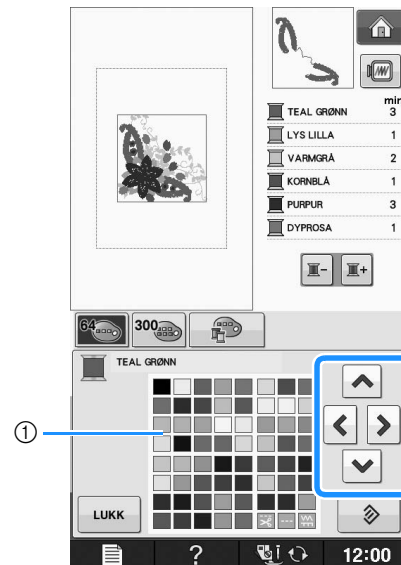 min
TEAL GRØNN 3
LYS LILLA 1
VARMGRÅ 2
KORNBLÅ 1
PURPUR 3
DYPROSA 1
- +
64 300
TEAL GRØNN
①
LUKK
? 12:00